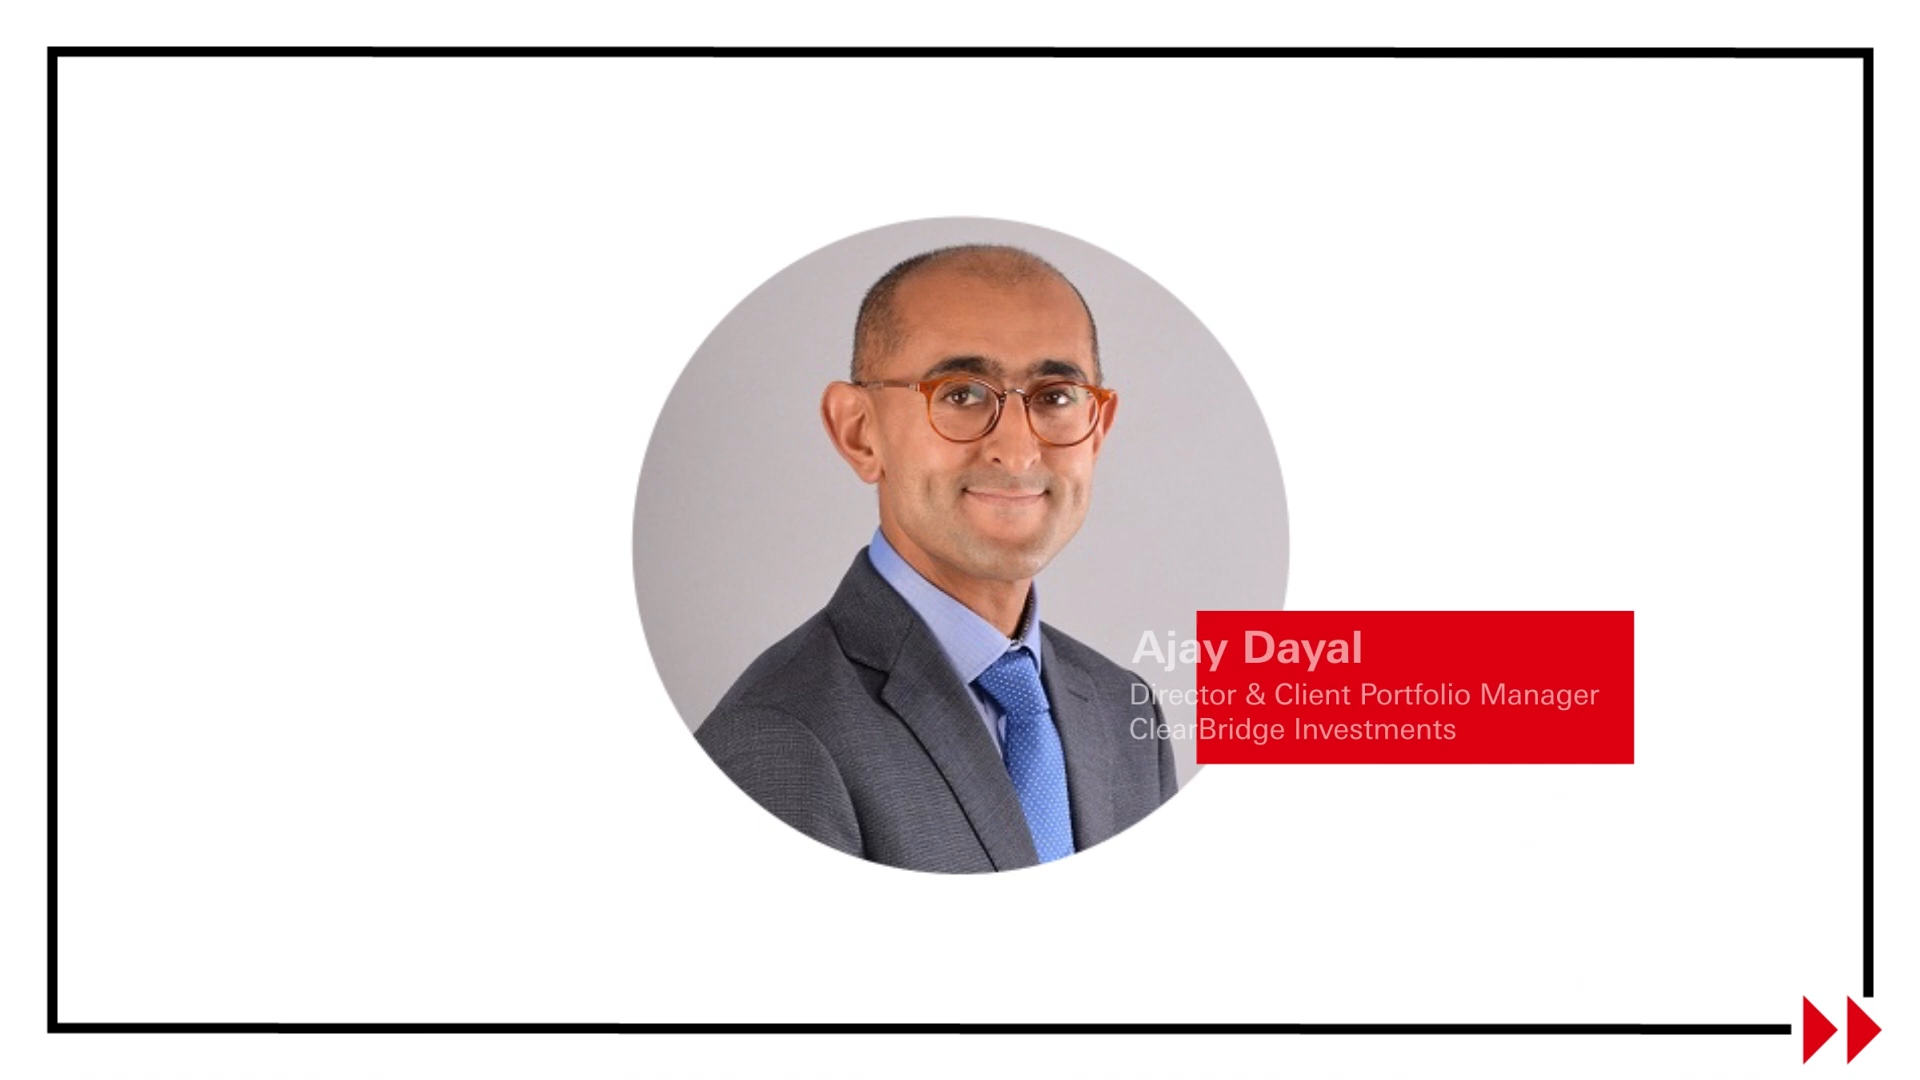 Ajay Dayal
Director & Client Portfolio Manager
ClearBridge Investments